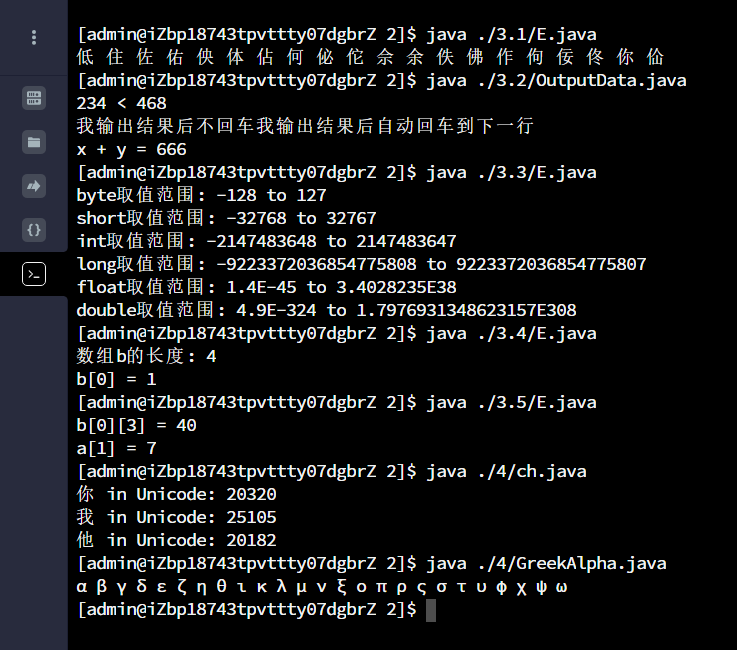 [admin@iZbp18743tpvttty07dgbrZ 2]$ java ./3.1/E.java
低 住 佐 佑 佒 体 佔 何 佖 佗 佘 余 佚 佛 作 佝 佞 佟 你 佡
[admin@iZbp18743tpvttty07dgbrZ 2]$ java ./3.2/OutputData.java
234 < 468
我输出结果后不回车我输出结果后自动回车到下一行
x + y = 666
[admin@iZbp18743tpvttty07dgbrZ 2]$ java ./3.3/E.java
byte取值范围: -128 to 127
short取值范围: -32768 to 32767
int取值范围: -2147483648 to 2147483647
long取值范围: -9223372036854775808 to 9223372036854775807
float取值范围: 1.4E-45 to 3.4028235E38
double取值范围: 4.9E-324 to 1.7976931348623157E308
[admin@iZbp18743tpvttty07dgbrZ 2]$ java ./3.4/E.java
数组b的长度: 4
b[0] = 1
[admin@iZbp18743tpvttty07dgbrZ 2]$ java ./3.5/E.java
b[0][3] = 40
a[1] = 7
[admin@iZbp18743tpvttty07dgbrZ 2]$ java ./4/ch.java
你 in Unicode: 20320
我 in Unicode: 25105
他 in Unicode: 20182
[admin@iZbp18743tpvttty07dgbrZ 2]$ java ./4/GreekAlpha.java
α β γ δ ε ζ η θ ι κ λ μ ν ξ ο π ρ ς σ τ υ φ χ ψ ω
[admin@iZbp18743tpvttty07dgbrZ 2]$